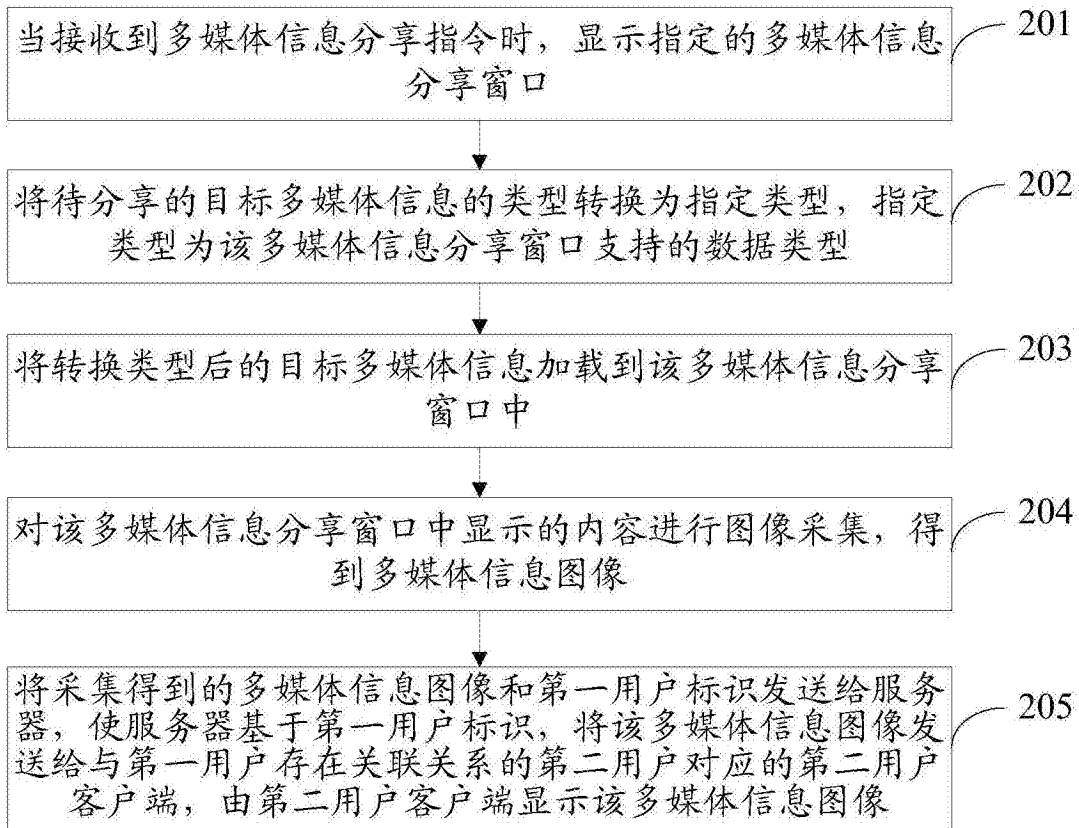 当接收到多媒体信息分享指令时，显示指定的多媒体信息
分享窗口
201
将待分享的目标多媒体信息的类型转换为指定类型，指定
类型为该多媒体信息分享窗口支持的数据类型
202
将转换类型后的目标多媒体信息加载到该多媒体信息分享
窗口中
203
对该多媒体信息分享窗口中显示的内容进行图像采集，得
到多媒体信息图像
204
将采集得到的多媒体信息图像和第一用户标识发送给服务
器，使服务器基于第一用户标识，将该多媒体信息图像发
送给与第一用户存在关联关系的第二用户对应的第二用户
客户端，由第二用户客户端显示该多媒体信息图像
205